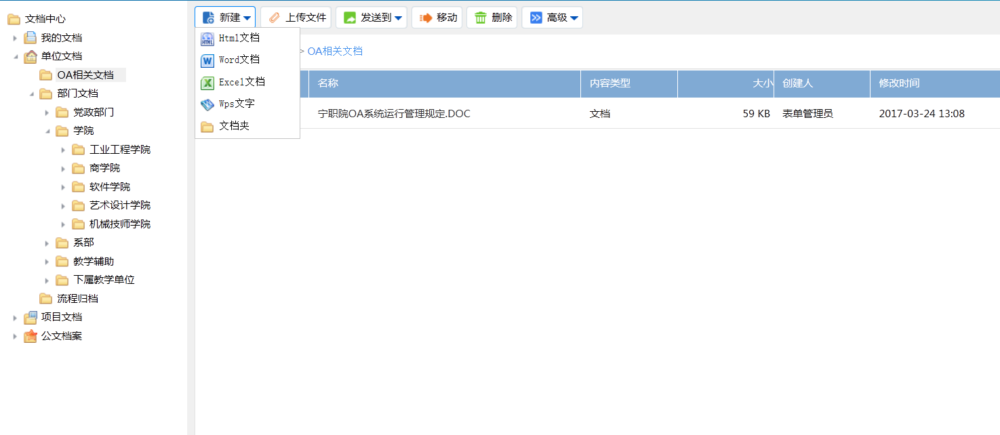 文档中心
我的文档
单位文档
OA相关文档
部门文档
党政部门
学院
工业工程学院
商学院
软件学院
艺术设计学院
机械技师学院
系部
教学辅助
下属教学单位
流程归档
项目文档
公文档案
新建 上传文件 发送到 移动 删除 高级
Html文档
Word文档
Excel文档
Wps文字
文档夹
> OA相关文档
名称 内容类型 大小 创建人 修改时间
宁职院OA系统运行管理规定.DOC 文档 59 KB 表单管理员 2017-03-24 13:08